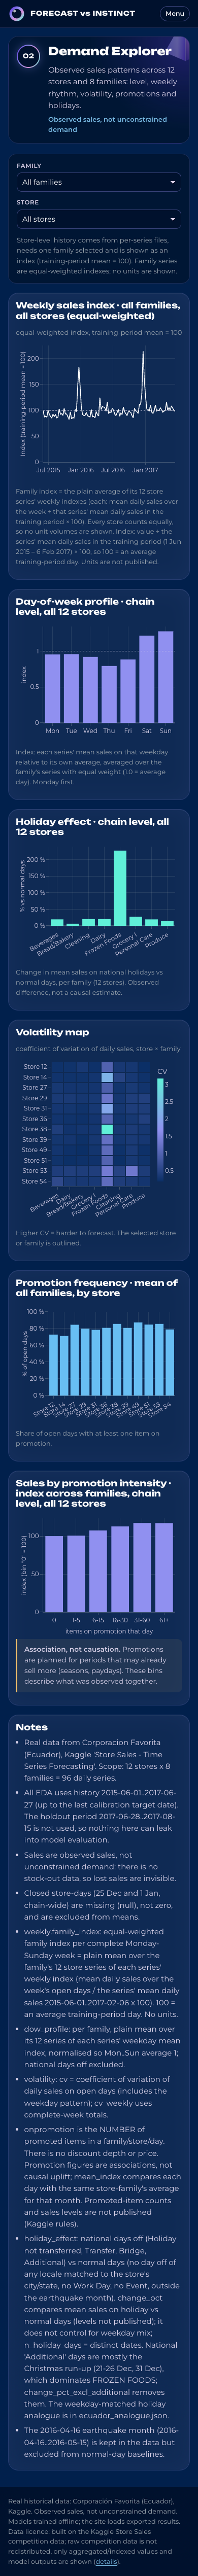 FORECAST vs INSTINCT
Menu
02
Demand Explorer
Observed sales patterns across 12
stores and 8 families: level, weekly
rhythm, volatility, promotions and
holidays.
Observed sales, not unconstrained
demand
FAMILY
All families
STORE
All stores
Store-level history comes from per-series files,
needs one family selected and is shown as an
index (training-period mean = 100). Family series
are equal-weighted indexes; no units are shown.
Weekly sales index · all families,
all stores (equal-weighted)
equal-weighted index, training-period mean = 100
Index (training-period mean = 100)
200
150
100
50
0
Jul 2015 Jan 2016 Jul 2016 Jan 2017
Family index = the plain average of its 12 store
series' weekly indexes (each: mean daily sales over
the week ÷ that series' mean daily sales in the
training period × 100). Every store counts equally,
so no unit volumes are shown. Index: value ÷ the
series' mean daily sales in the training period (1 Jun
2015 – 6 Feb 2017) × 100, so 100 = an average
training-period day. Units are not published.
Day-of-week profile · chain
level, all 12 stores
index
1
0.5
0
Mon Tue Wed Thu Fri Sat Sun
Index: each series' mean sales on that weekday
relative to its own average, averaged over the
family's series with equal weight (1.0 = average
day). Monday first.
Holiday effect · chain level, all
12 stores
% vs normal days
200 %
150 %
100 %
50 %
0 %
Beverages
Bread/Bakery
Cleaning
Dairy
Frozen Foods
Grocery I
Personal Care
Produce
Change in mean sales on national holidays vs
normal days, per family (12 stores). Observed
difference, not a causal estimate.
Volatility map
coefficient of variation of daily sales, store × family
Store 12
Store 14
Store 27
Store 29
Store 31
Store 36
Store 38
Store 39
Store 49
Store 51
Store 53
Store 54
CV
3
2.5
2
1.5
1
0.5
Beverages
Dairy
Bread/Bakery
Grocery I
Frozen Foods
Cleaning
Personal Care
Produce
Higher CV = harder to forecast. The selected store
or family is outlined.
Promotion frequency · mean of
all families, by store
% of open days
100 %
80 %
60 %
40 %
20 %
0 %
Store 12
Store 14
Store 27
Store 29
Store 31
Store 36
Store 38
Store 39
Store 49
Store 51
Store 53
Store 54
Share of open days with at least one item on
promotion.
Sales by promotion intensity ·
index across families, chain
level, all 12 stores
index (bin "0" = 100)
100
50
0
0 1-5 6-15 16-30 31-60 61+
items on promotion that day
Association, not causation. Promotions
are planned for periods that may already
sell more (seasons, paydays). These bins
describe what was observed together.
Notes
• Real data from Corporacion Favorita
(Ecuador), Kaggle 'Store Sales - Time
Series Forecasting'. Scope: 12 stores x 8
families = 96 daily series.
• All EDA uses history 2015-06-01..2017-06-
27 (up to the last calibration target date).
The holdout period 2017-06-28..2017-08-
15 is not used, so nothing here can leak
into model evaluation.
• Sales are observed sales, not
unconstrained demand: there is no
stock-out data, so lost sales are invisible.
• Closed store-days (25 Dec and 1 Jan,
chain-wide) are missing (null), not zero,
and are excluded from means.
• weekly.family_index: equal-weighted
family index per complete Monday-
Sunday week = plain mean over the
family's 12 store series of each series'
weekly index (mean daily sales over the
week's open days / the series' mean daily
sales 2015-06-01..2017-02-06 x 100). 100 =
an average training-period day. No units.
• dow_profile: per family, plain mean over
its 12 series of each series' weekday mean
index, normalised so Mon..Sun average 1;
national days off excluded.
• volatility: cv = coefficient of variation of
daily sales on open days (includes the
weekday pattern); cv_weekly uses
complete-week totals.
• onpromotion is the NUMBER of
promoted items in a family/store/day.
There is no discount depth or price.
Promotion figures are associations, not
causal uplift; mean_index compares each
day with the same store-family's average
for that month. Promoted-item counts
and sales levels are not published
(Kaggle rules).
• holiday_effect: national days off (Holiday
not transferred, Transfer, Bridge,
Additional) vs normal days (no day off of
any locale matched to the store's
city/state, no Work Day, no Event, outside
the earthquake month). change_pct
compares mean sales on holiday vs
normal days (levels not published); it
does not control for weekday mix;
n_holiday_days = distinct dates. National
'Additional' days are mostly the
Christmas run-up (21-26 Dec, 31 Dec),
which dominates FROZEN FOODS;
change_pct_excl_additional removes
them. The weekday-matched holiday
analogue is in ecuador_analogue.json.
• The 2016-04-16 earthquake month (2016-
04-16..2016-05-15) is kept in the data but
excluded from normal-day baselines.
Real historical data: Corporación Favorita (Ecuador),
Kaggle. Observed sales, not unconstrained demand.
Models trained offline; the site loads exported results.
Data licence: built on the Kaggle Store Sales
competition data; raw competition data is not
redistributed, only aggregated/indexed values and
model outputs are shown (details).